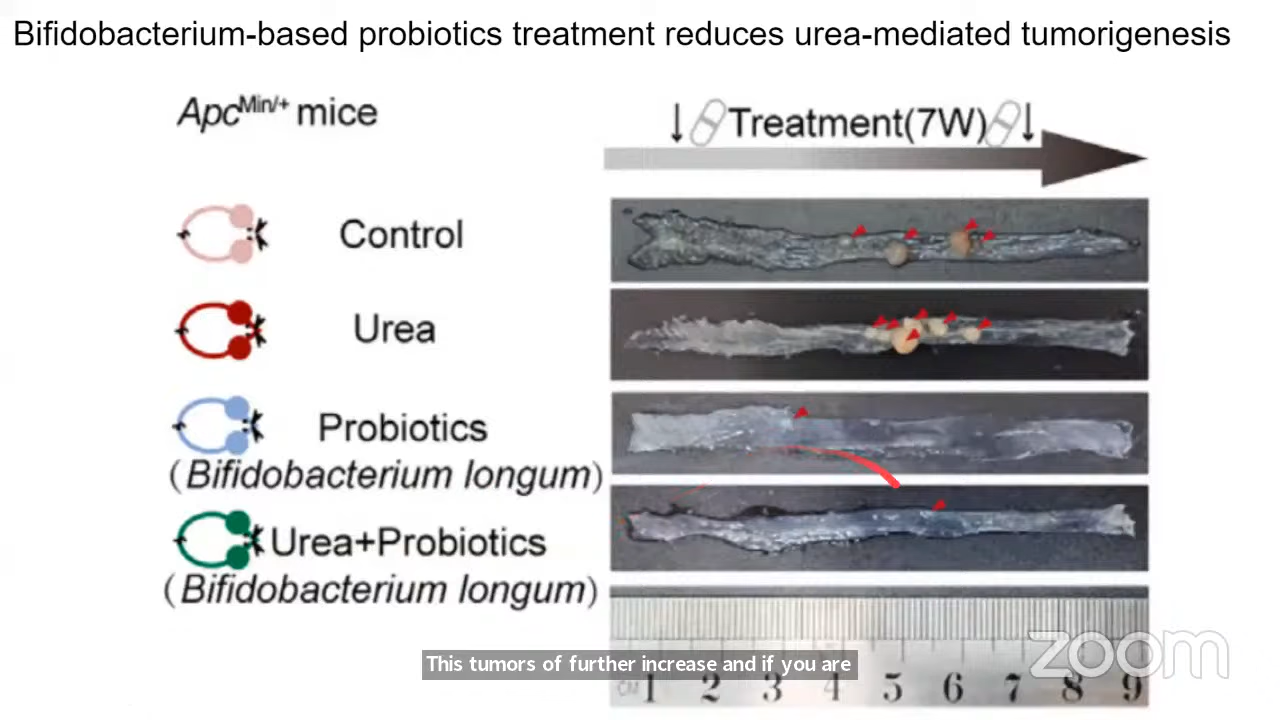 Bifidobacterium-based probiotics treatment reduces urea-mediated tumorigenesis
ApcMin/+ mice
Treatment(7W)
Control
Urea
Probiotics
(Bifidobacterium longum)
Urea+Probiotics
(Bifidobacterium longum)
CM 1 2 3 4 5 6 7 8 9
zoom
This tumors of further increase and if you are